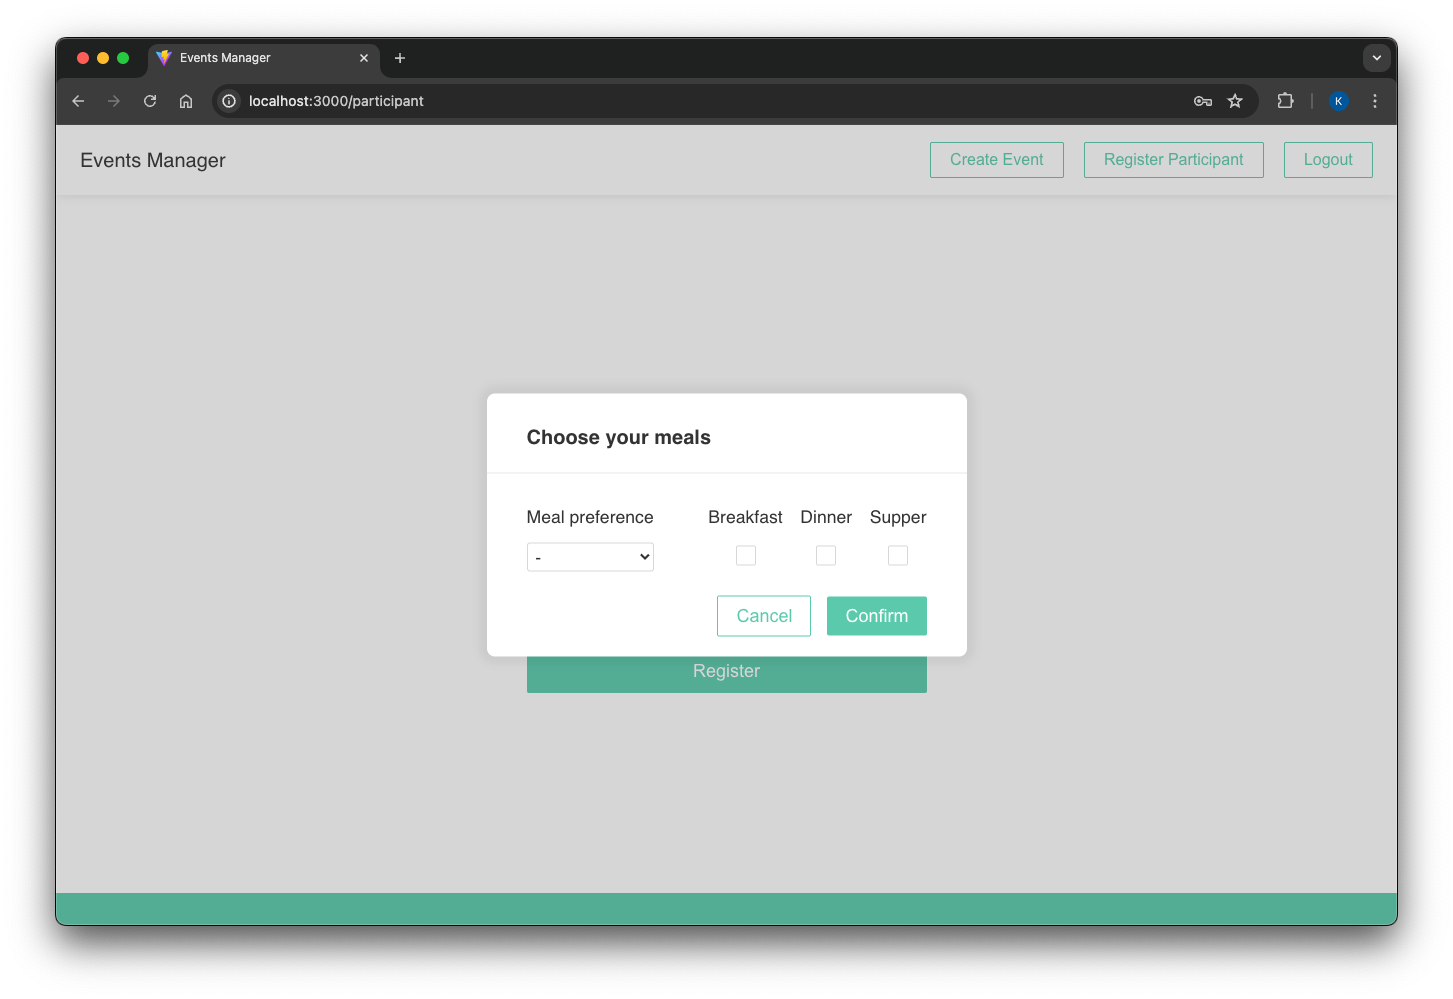 Events Manager
localhost:3000/participant
K
Events Manager
Create Event
Register Participant
Logout
Choose your meals
Meal preference
Breakfast
Dinner
Supper
-
Cancel
Confirm
Register